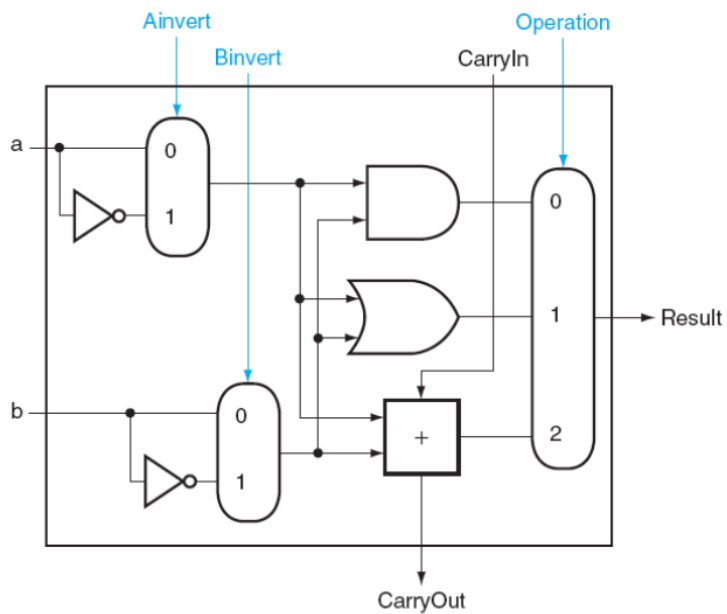 Ainvert
Operation
Binvert
CarryIn
a
0
1
0
1
Result
b
0
1
+
2
CarryOut